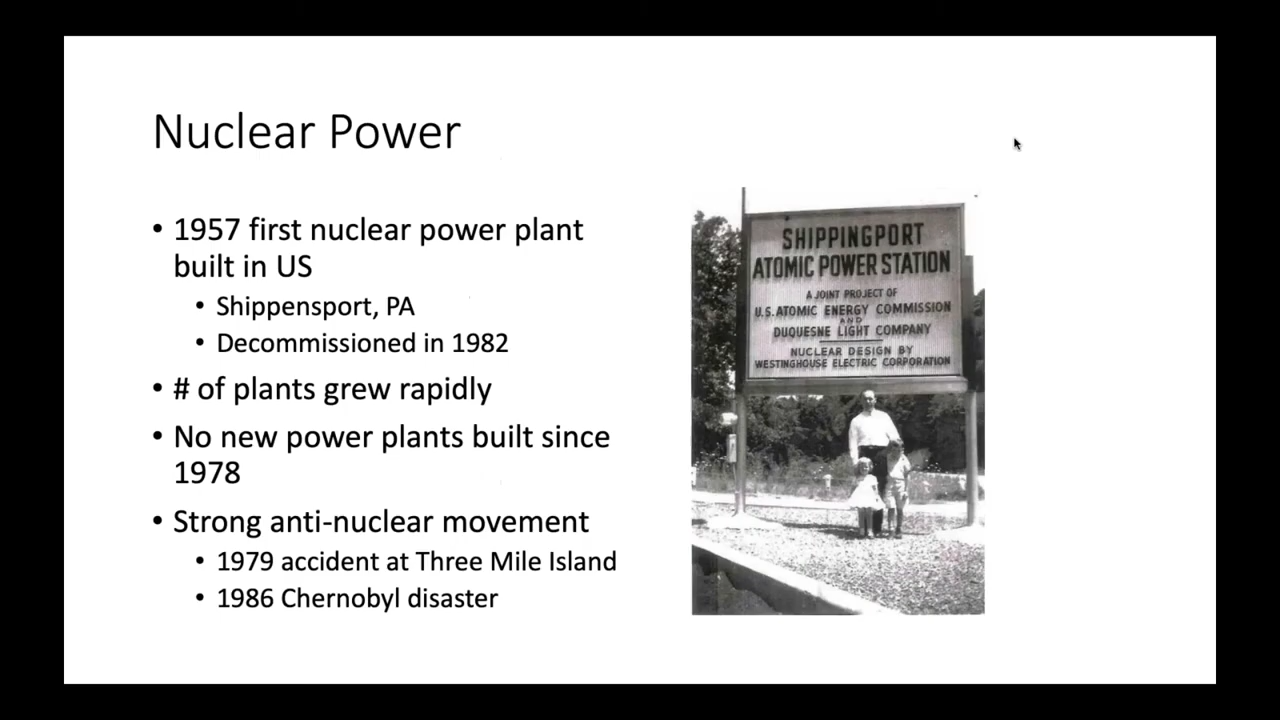 Nuclear Power
• 1957 first nuclear power plant
built in US
• Shippensport, PA
• Decommissioned in 1982
• # of plants grew rapidly
• No new power plants built since
1978
• Strong anti-nuclear movement
• 1979 accident at Three Mile Island
• 1986 Chernobyl disaster
SHIPPINGPORT
ATOMIC POWER STATION
A JOINT PROJECT OF
U.S. ATOMIC ENERGY COMMISSION
AND
DUQUESNE LIGHT COMPANY
NUCLEAR DESIGN BY
WESTINGHOUSE ELECTRIC CORPORATION